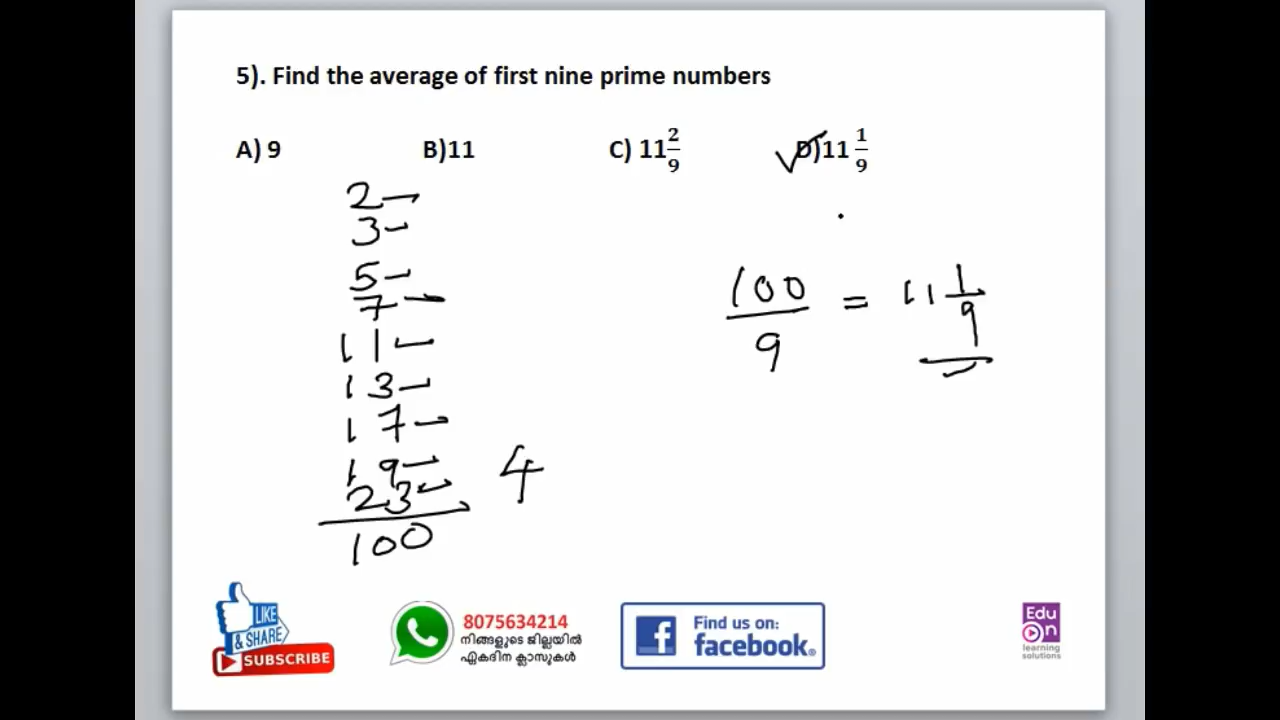 5). Find the average of first nine prime numbers
A) 9 B)11 C) 11 2/9 D)11 1/9
2
3
5
7
11
13
17
19
23
100
4
100/9 = 11 1/9
LIKE
& SHARE
SUBSCRIBE
8075634214
നിങ്ങളുടെ ജില്ലയിൽ
ഏകദിന ക്ലാസുകൾ
Find us on:
facebook®
Edu
On
learning
solutions